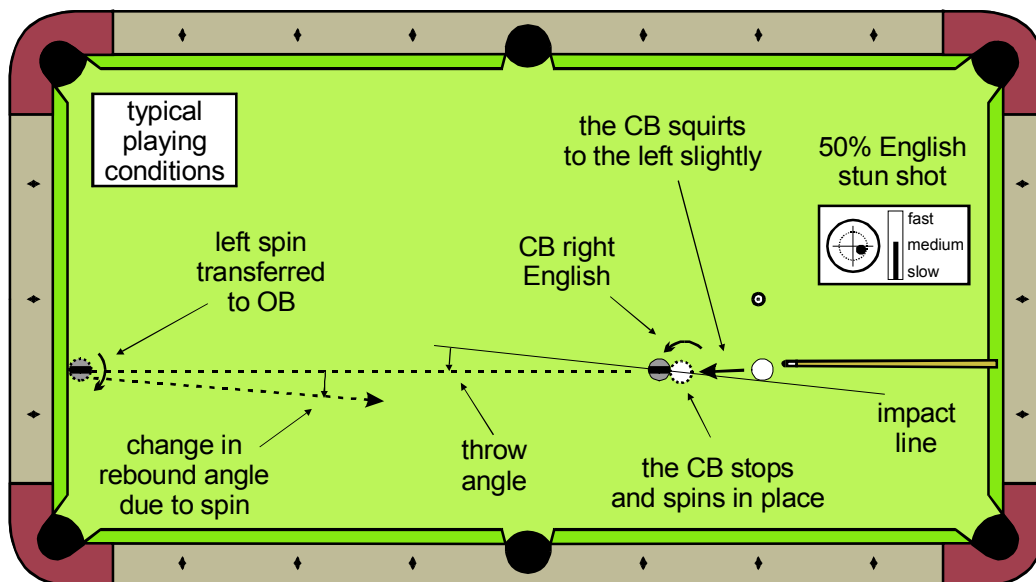 typical
playing
conditions
the CB squirts
to the left slightly
50% English
stun shot
fast
medium
slow
left spin
transferred
to OB
CB right
English
change in
rebound angle
due to spin
throw
angle
the CB stops
and spins in place
impact
line